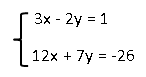 3x - 2y = 1
12x + 7y = -26